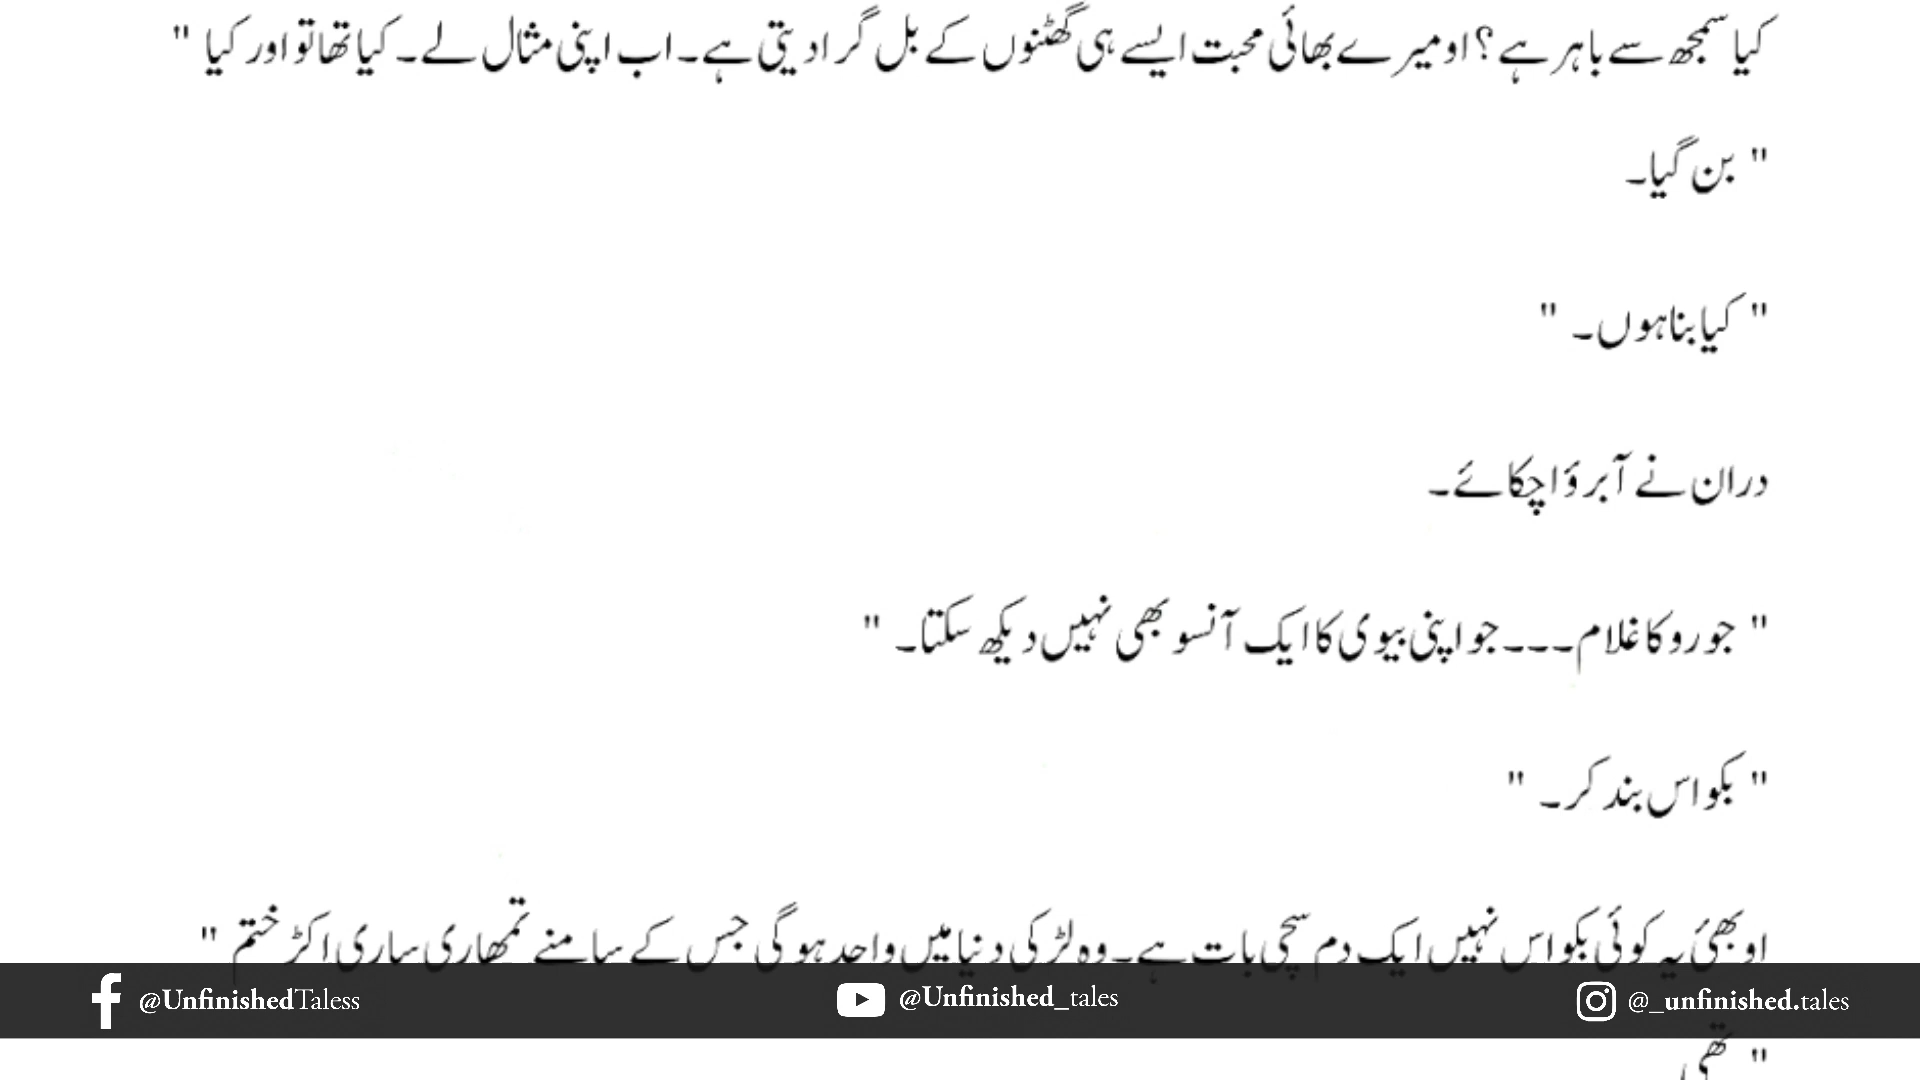 کیا سمجھ سے باہر ہے؟ او میرے بھائی محبت ایسے ہی گھٹنوں کے بل گرا دیتی ہے۔ اب اپنی مثال لے۔ کیا تھا تو اور کیا "
" بن گیا۔
" کیا بنا ہوں۔ "
دران نے آبرؤ اچکائے۔
" جورو کا غلام۔۔۔ جو اپنی بیوی کا ایک آنسو بھی نہیں دیکھ سکتا۔ "
" بکواس بند کر۔ "
او بھئی یہ کوئی بکواس نہیں ایک دم سچی بات ہے۔ وہ لڑکی دنیا میں واحد ہو گی جس کے سامنے تمھاری ساری اکڑ ختم "
@UnfinishedTaless
@Unfinished_tales
@_unfinished.tales
" تھی